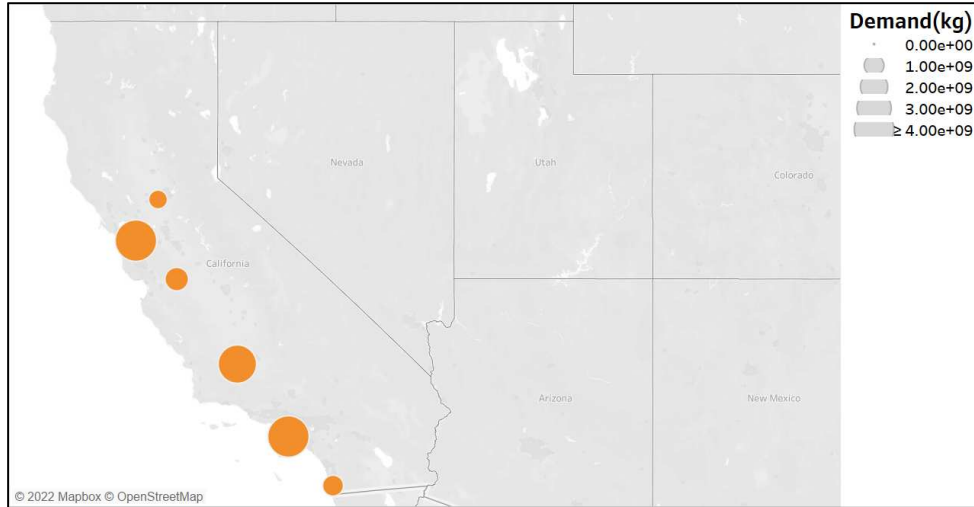 Demand(kg)
0.00e+00
1.00e+09
2.00e+09
3.00e+09
≥ 4.00e+09
Nevada
Utah
Colorado
California
Arizona
New Mexico
© 2022 Mapbox © OpenStreetMap